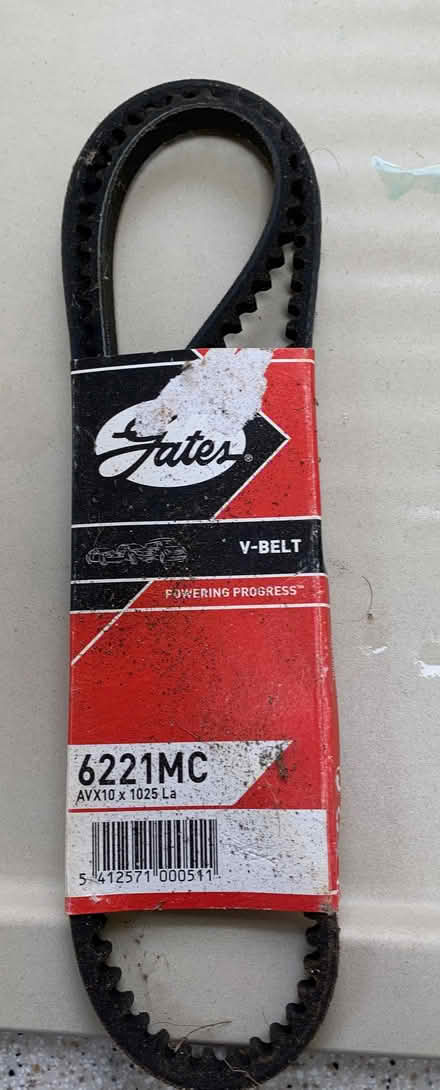 Gates®
V-BELT
POWERING PROGRESS™
6221MC
AVX10 x 1025 La
5 412571 000511